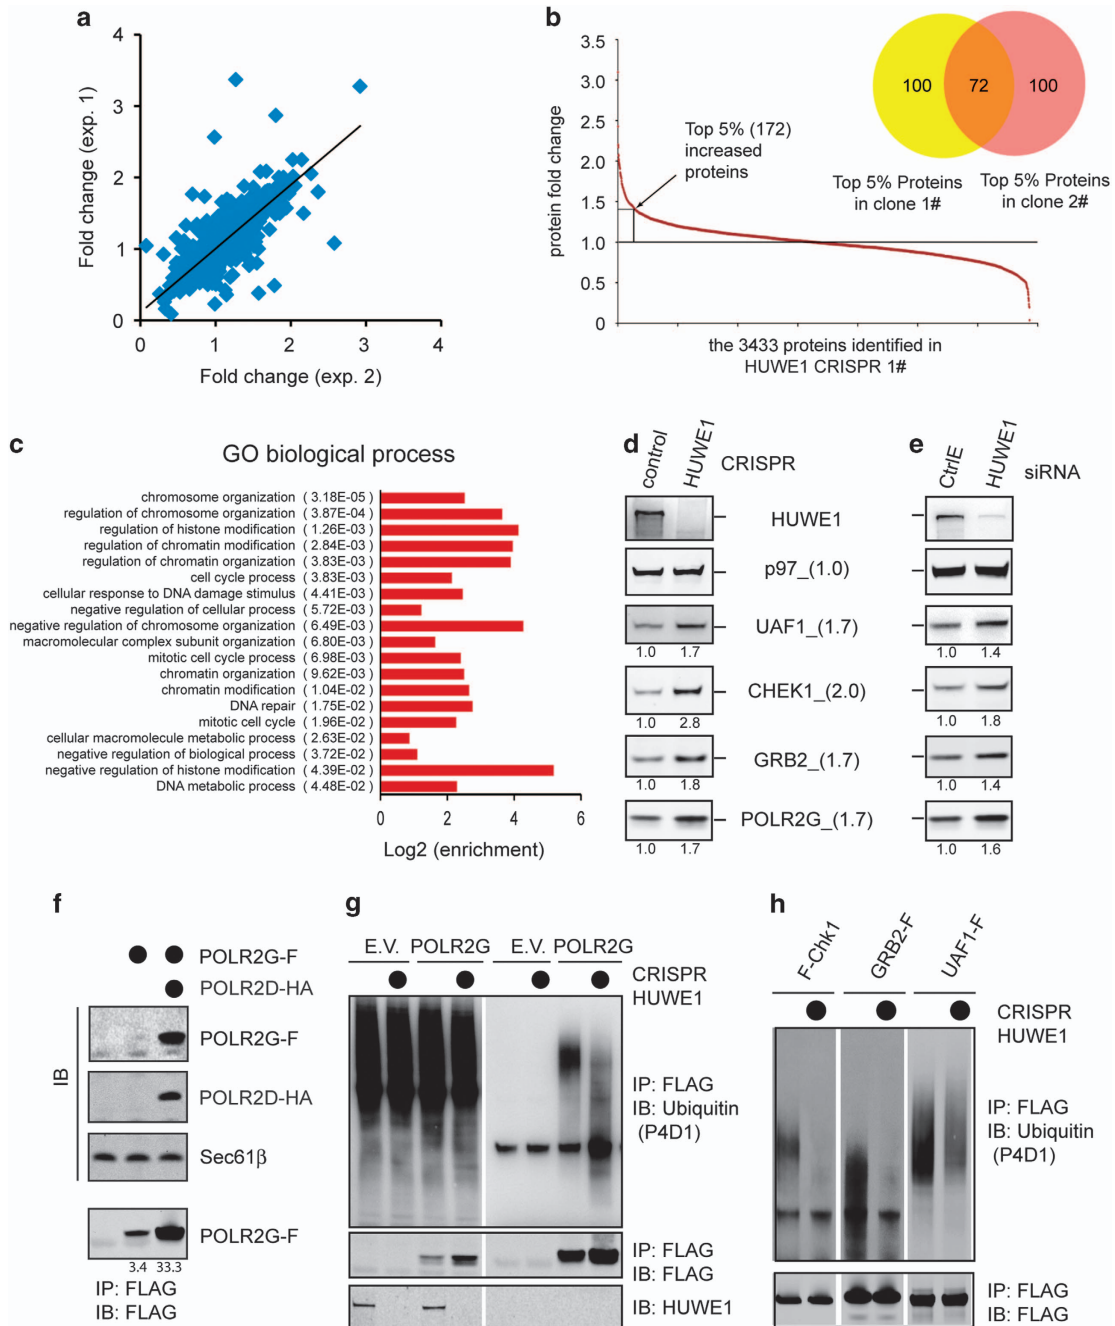 a
Fold change (exp. 1)
4
3
2
1
0
0 1 2 3 4
Fold change (exp. 2)
b
protein fold change
3.5
3.0
2.5
2.0
1.5
1.0
0.5
0
Top 5% (172)
increased
proteins
100 72 100
Top 5% Proteins
in clone 1#
Top 5% Proteins
in clone 2#
the 3433 proteins identified in
HUWE1 CRISPR 1#
c
GO biological process
chromosome organization ( 3.18E-05 )
regulation of chromosome organization ( 3.87E-04 )
regulation of histone modification ( 1.26E-03 )
regulation of chromatin modification ( 2.84E-03 )
regulation of chromatin organization ( 3.83E-03 )
cell cycle process ( 3.83E-03 )
cellular response to DNA damage stimulus ( 4.41E-03 )
negative regulation of cellular process ( 5.72E-03 )
negative regulation of chromosome organization ( 6.49E-03 )
macromolecular complex subunit organization ( 6.80E-03 )
mitotic cell cycle process ( 6.98E-03 )
chromatin organization ( 9.62E-03 )
chromatin modification ( 1.04E-02 )
DNA repair ( 1.75E-02 )
mitotic cell cycle ( 1.96E-02 )
cellular macromolecule metabolic process ( 2.63E-02 )
negative regulation of biological process ( 3.72E-02 )
negative regulation of histone modification ( 4.39E-02 )
DNA metabolic process ( 4.48E-02 )
0 2 4 6
Log2 (enrichment)
d
control
HUWE1
CRISPR
e
CtrlE
HUWE1
siRNA
HUWE1
p97_(1.0)
UAF1_(1.7)
1.0 1.7
1.0 1.4
CHEK1_(2.0)
1.0 2.8
1.0 1.8
GRB2_(1.7)
1.0 1.8
1.0 1.4
POLR2G_(1.7)
1.0 1.7
1.0 1.6
f
POLR2G-F
POLR2D-HA
IB
POLR2G-F
POLR2D-HA
Sec61β
POLR2G-F
3.4 33.3
IP: FLAG
IB: FLAG
g
E.V. POLR2G E.V. POLR2G
CRISPR
HUWE1
IP: FLAG
IB: Ubiquitin
(P4D1)
IP: FLAG
IB: FLAG
IB: HUWE1
h
F-Chk1
GRB2-F
UAF1-F
CRISPR
HUWE1
IP: FLAG
IB: Ubiquitin
(P4D1)
IP: FLAG
IB: FLAG